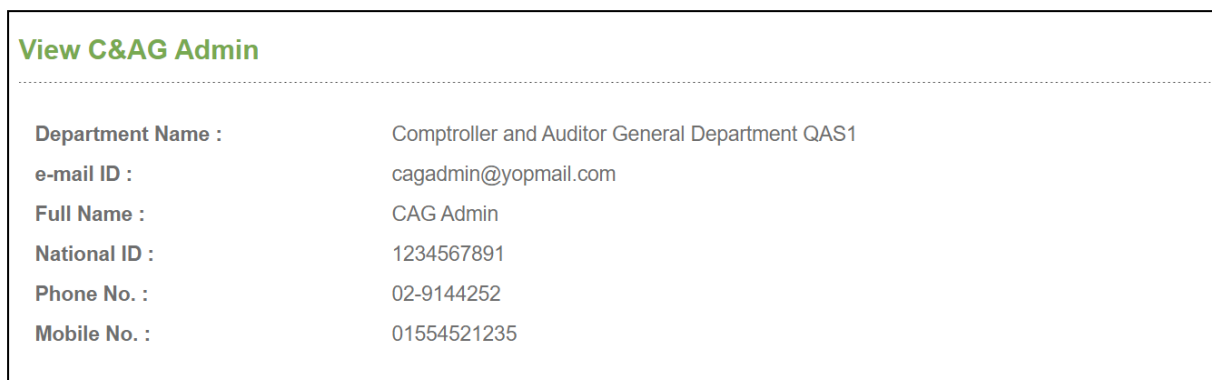 View C&AG Admin
Department Name : Comptroller and Auditor General Department QAS1
e-mail ID : cagadmin@yopmail.com
Full Name : CAG Admin
National ID : 1234567891
Phone No. : 02-9144252
Mobile No. : 01554521235